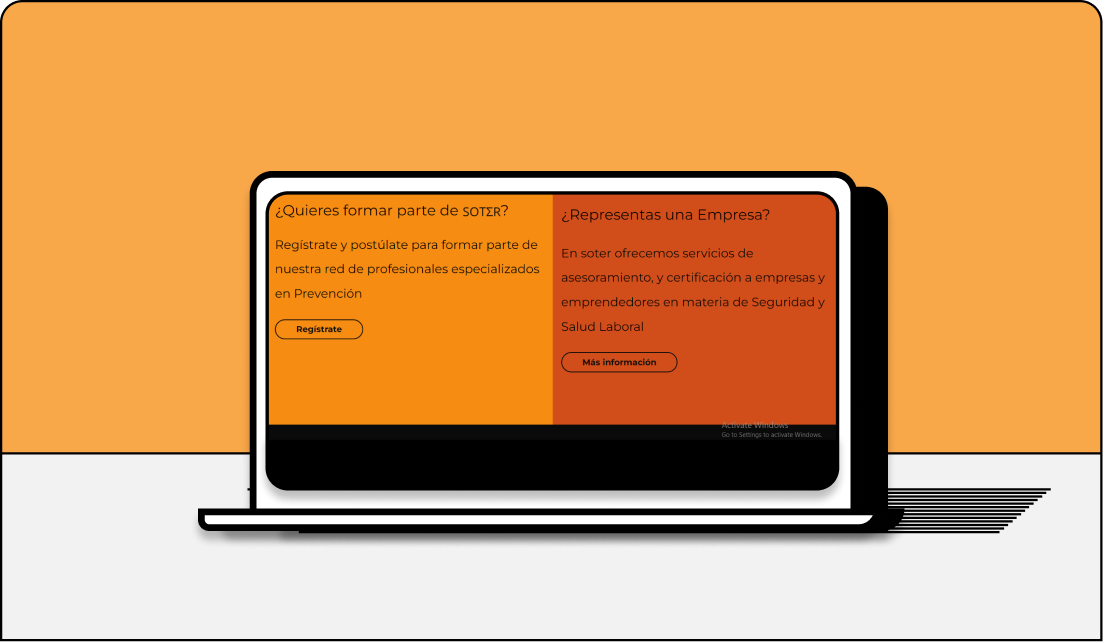 ¿Quieres formar parte de SOTΣR?
Regístrate y postúlate para formar parte de
nuestra red de profesionales especializados
en Prevención
Regístrate
¿Representas una Empresa?
En soter ofrecemos servicios de
asesoramiento, y certificación a empresas y
emprendedores en materia de Seguridad y
Salud Laboral
Más información
Activate Windows
Go to Settings to activate Windows.